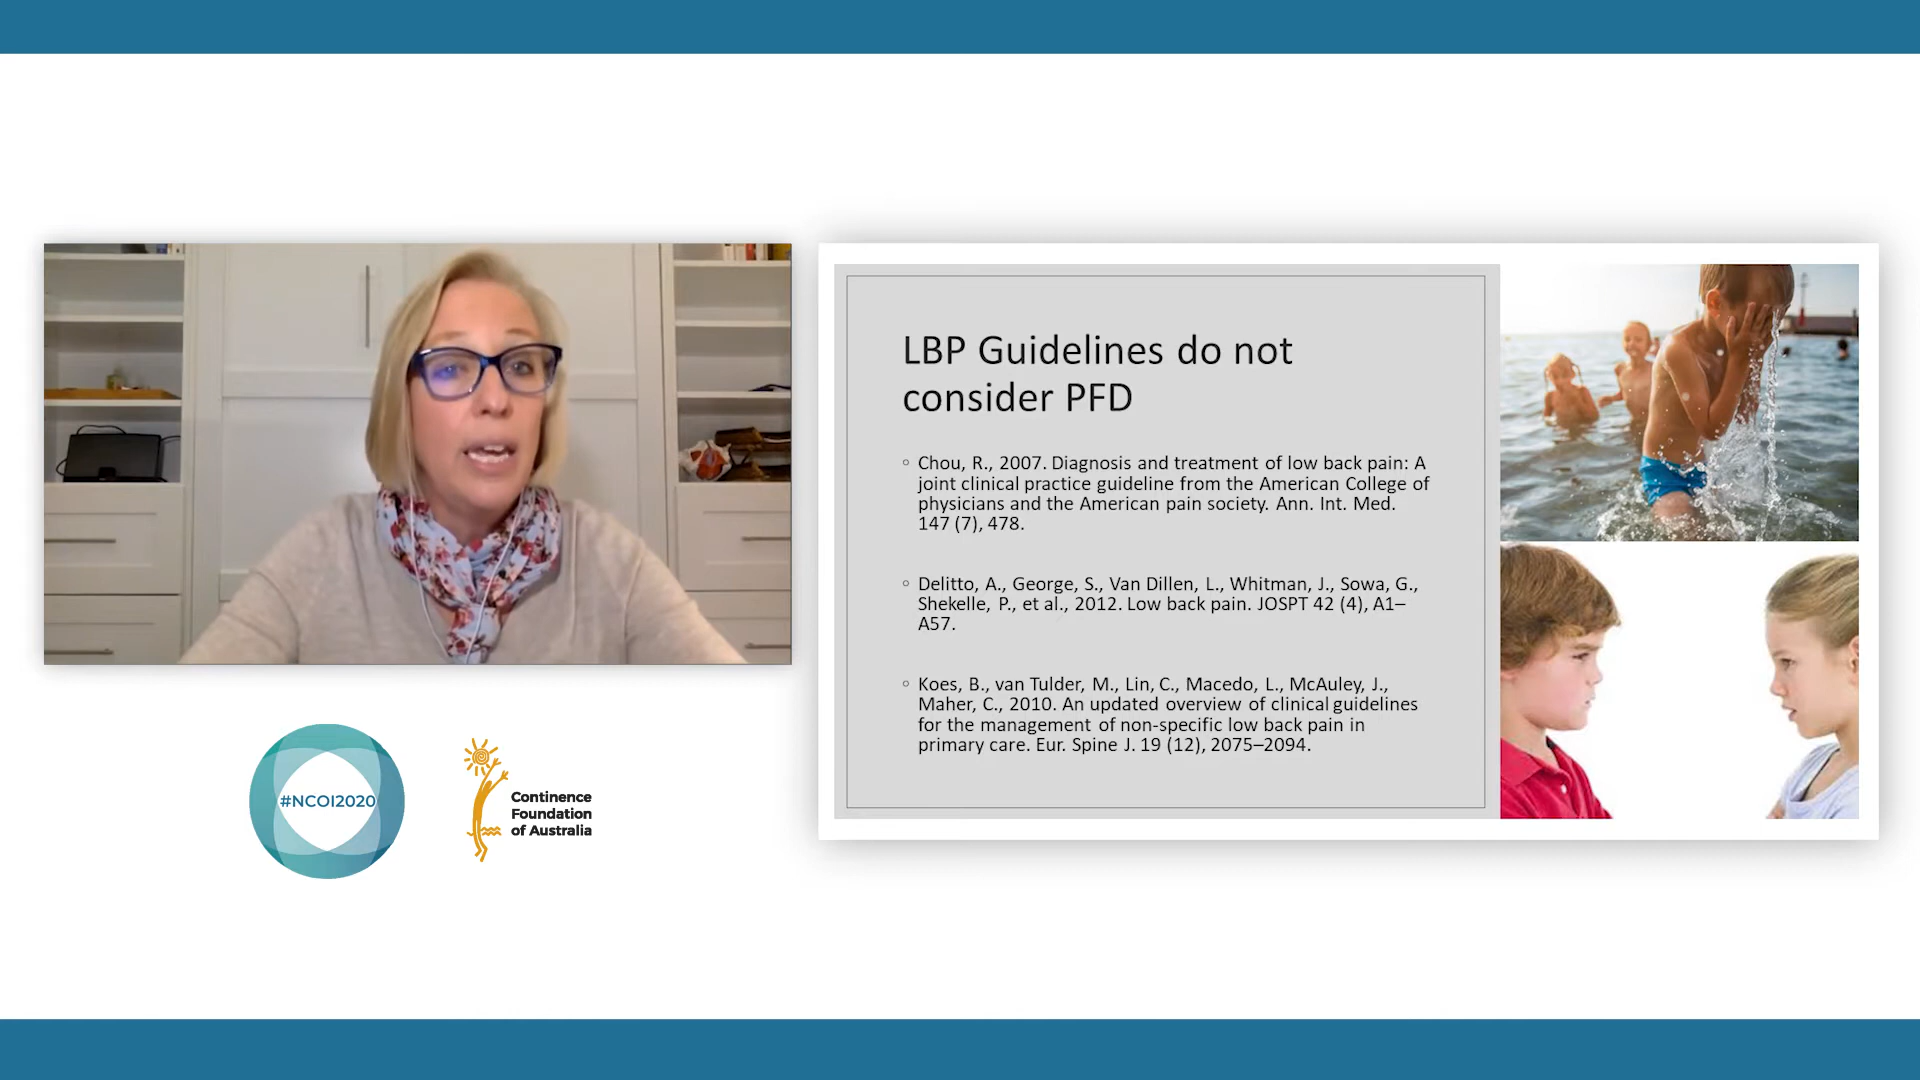 LBP Guidelines do not
consider PFD
Chou, R., 2007. Diagnosis and treatment of low back pain: A
joint clinical practice guideline from the American College of
physicians and the American pain society. Ann. Int. Med.
147 (7), 478.
Delitto, A., George, S., Van Dillen, L., Whitman, J., Sowa, G.,
Shekelle, P., et al., 2012. Low back pain. JOSPT 42 (4), A1–
A57.
Koes, B., van Tulder, M., Lin, C., Macedo, L., McAuley, J.,
Maher, C., 2010. An updated overview of clinical guidelines
for the management of non-specific low back pain in
primary care. Eur. Spine J. 19 (12), 2075–2094.
#NCOI2020
Continence
Foundation
of Australia